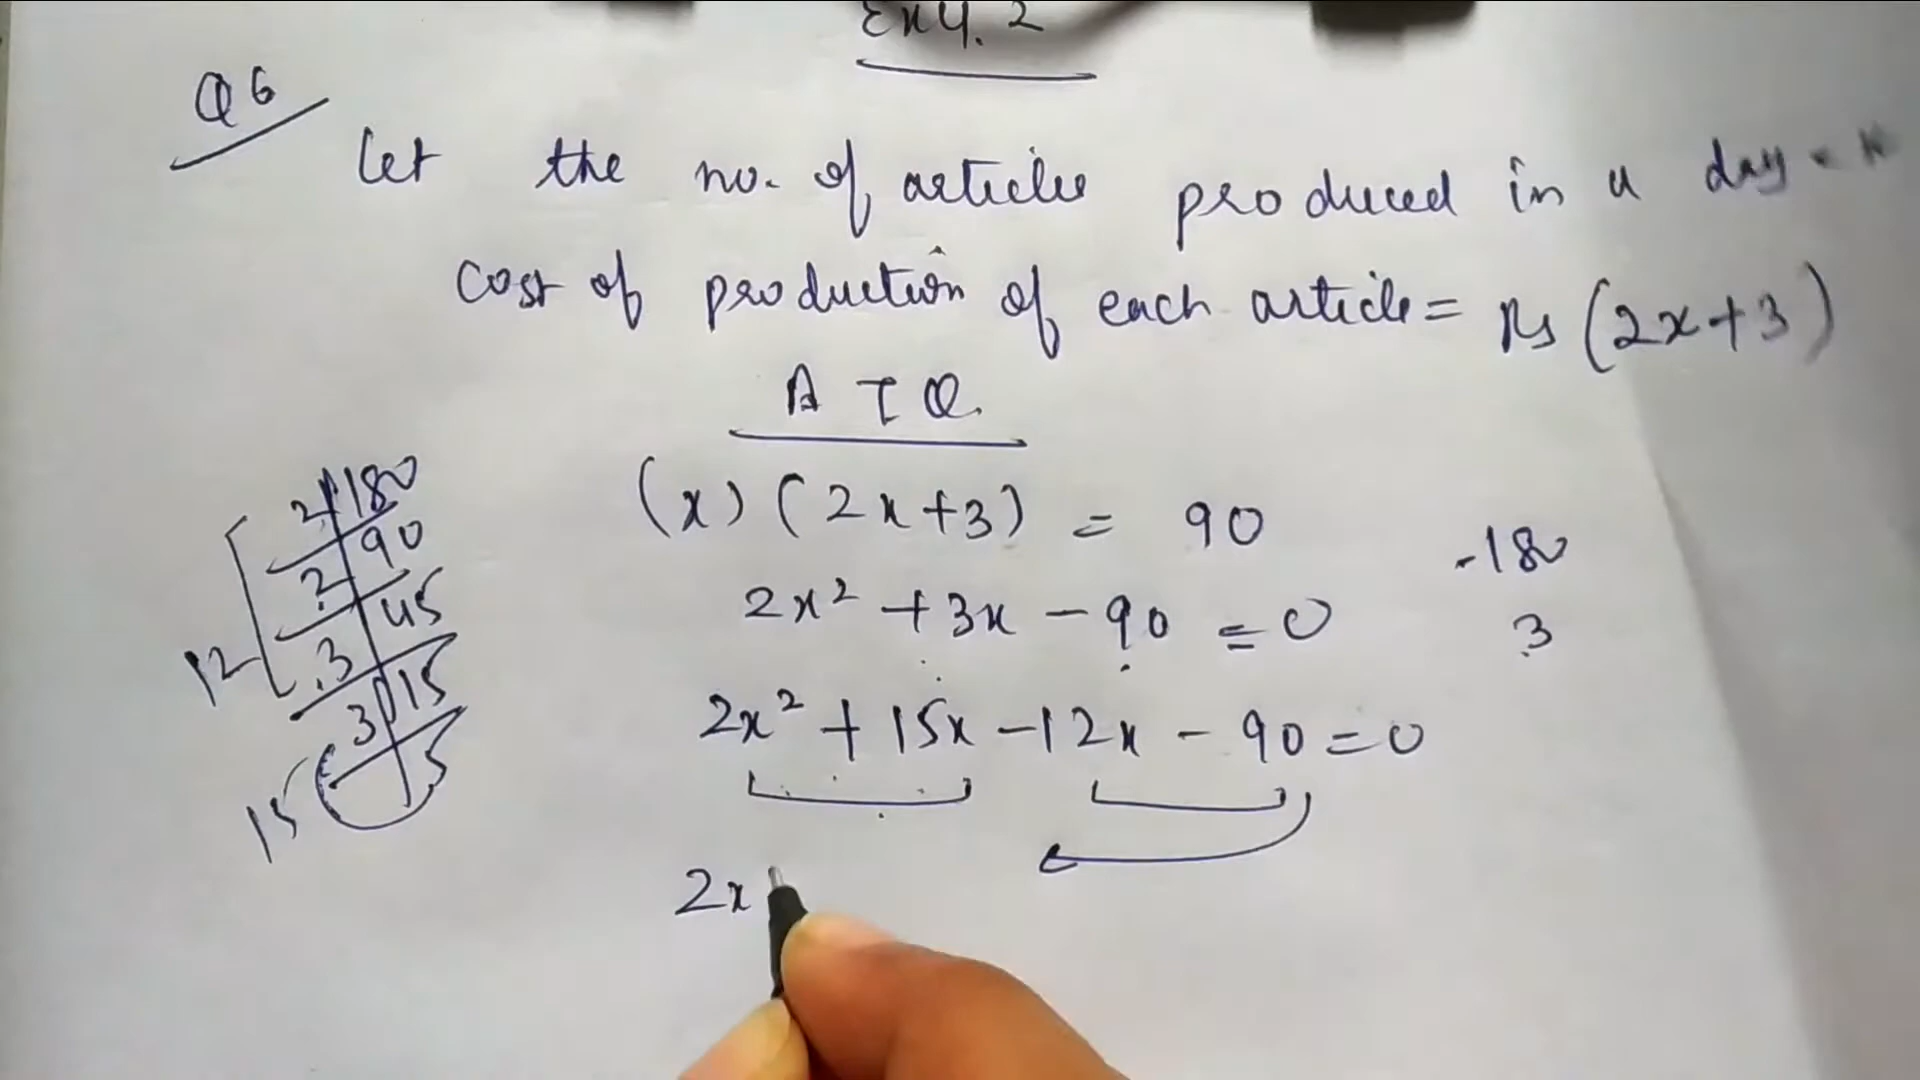 Ex 4.2
Q6
Let the no. of articles produced in a day = x
Cost of production of each article = Rs (2x+3)
A T Q.
(x) (2x+3) = 90
2x² + 3x - 90 = 0
2x² + 15x - 12x - 90 = 0
2x
2 180
2 90
3 45
3 15
5
12
15
-180
3